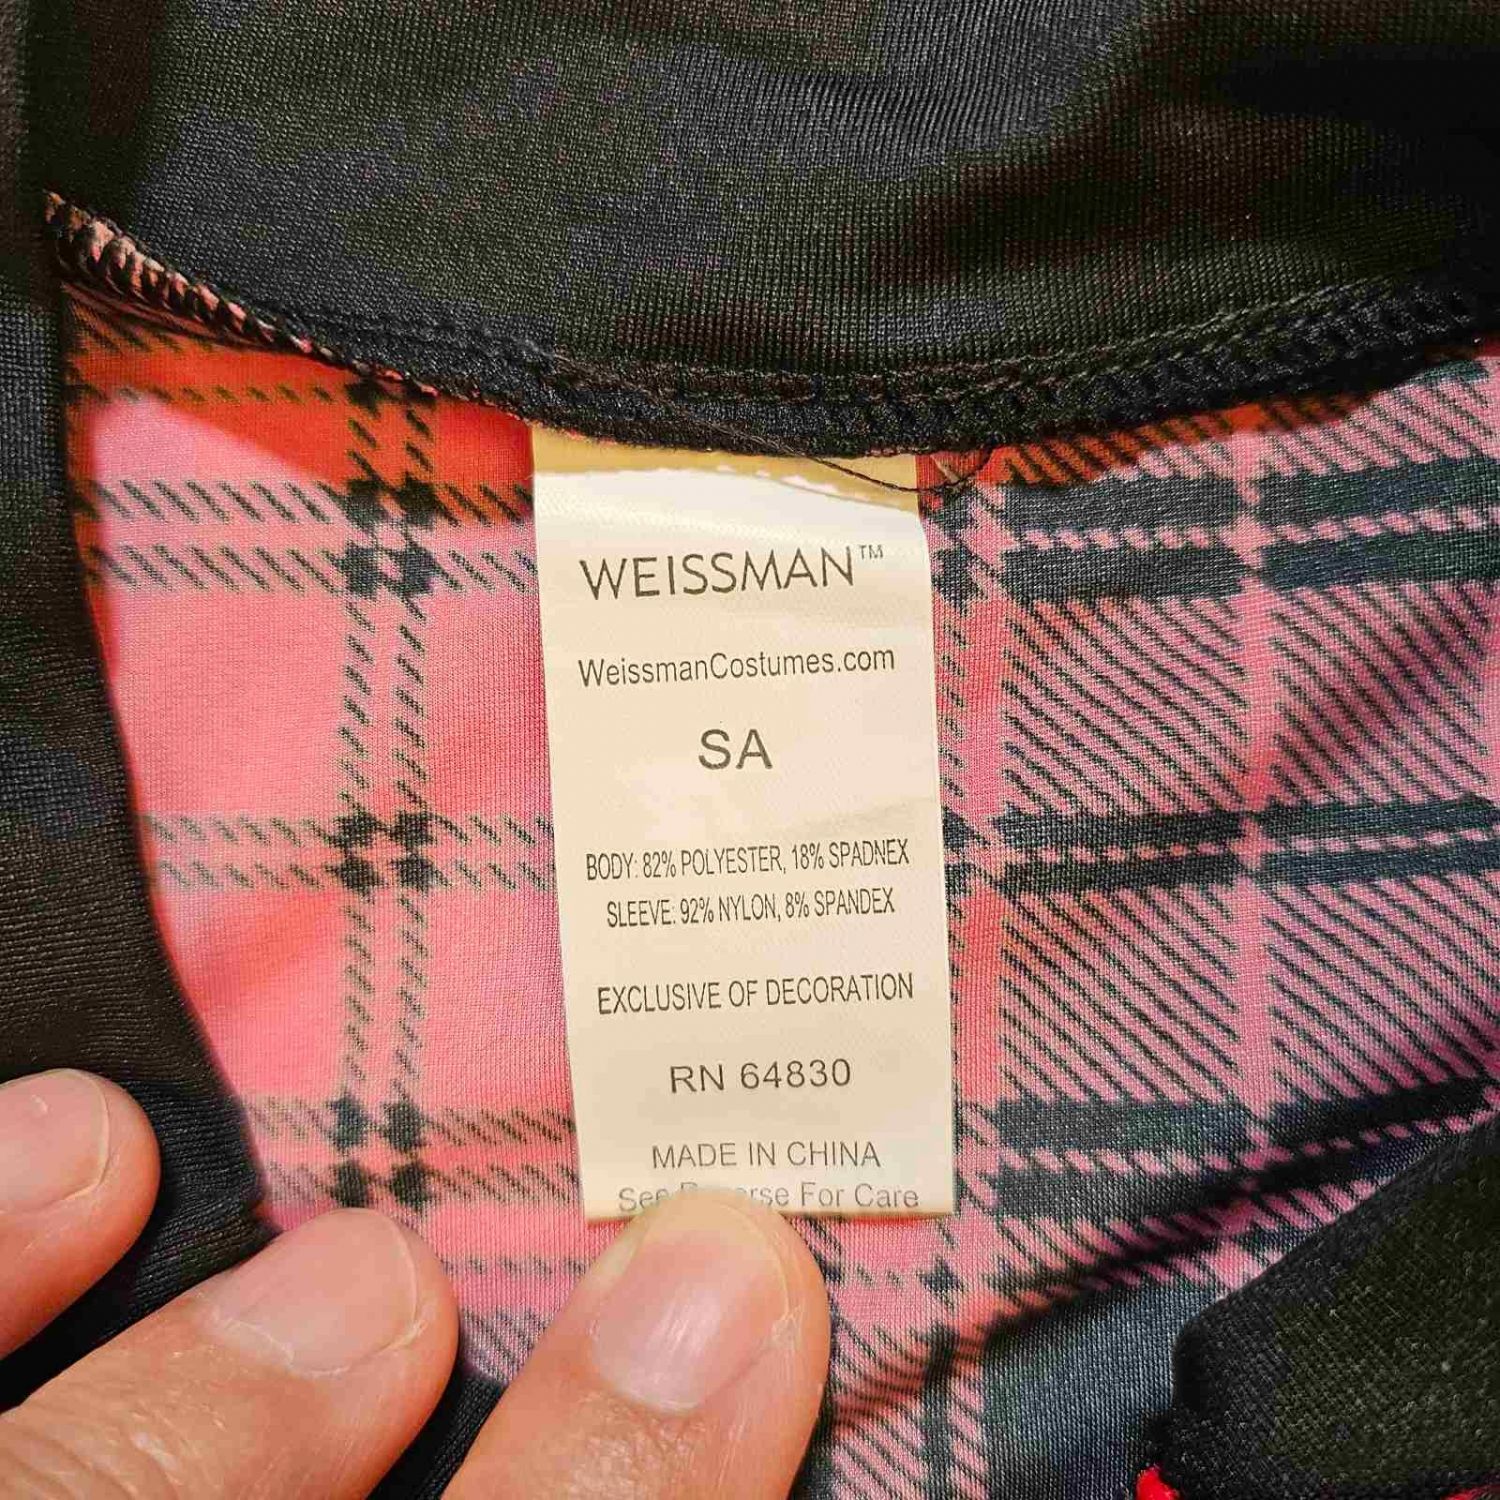 WEISSMAN™
WeissmanCostumes.com
SA
BODY: 82% POLYESTER, 18% SPADNEX
SLEEVE: 92% NYLON, 8% SPANDEX
EXCLUSIVE OF DECORATION
RN 64830
MADE IN CHINA
See For Care